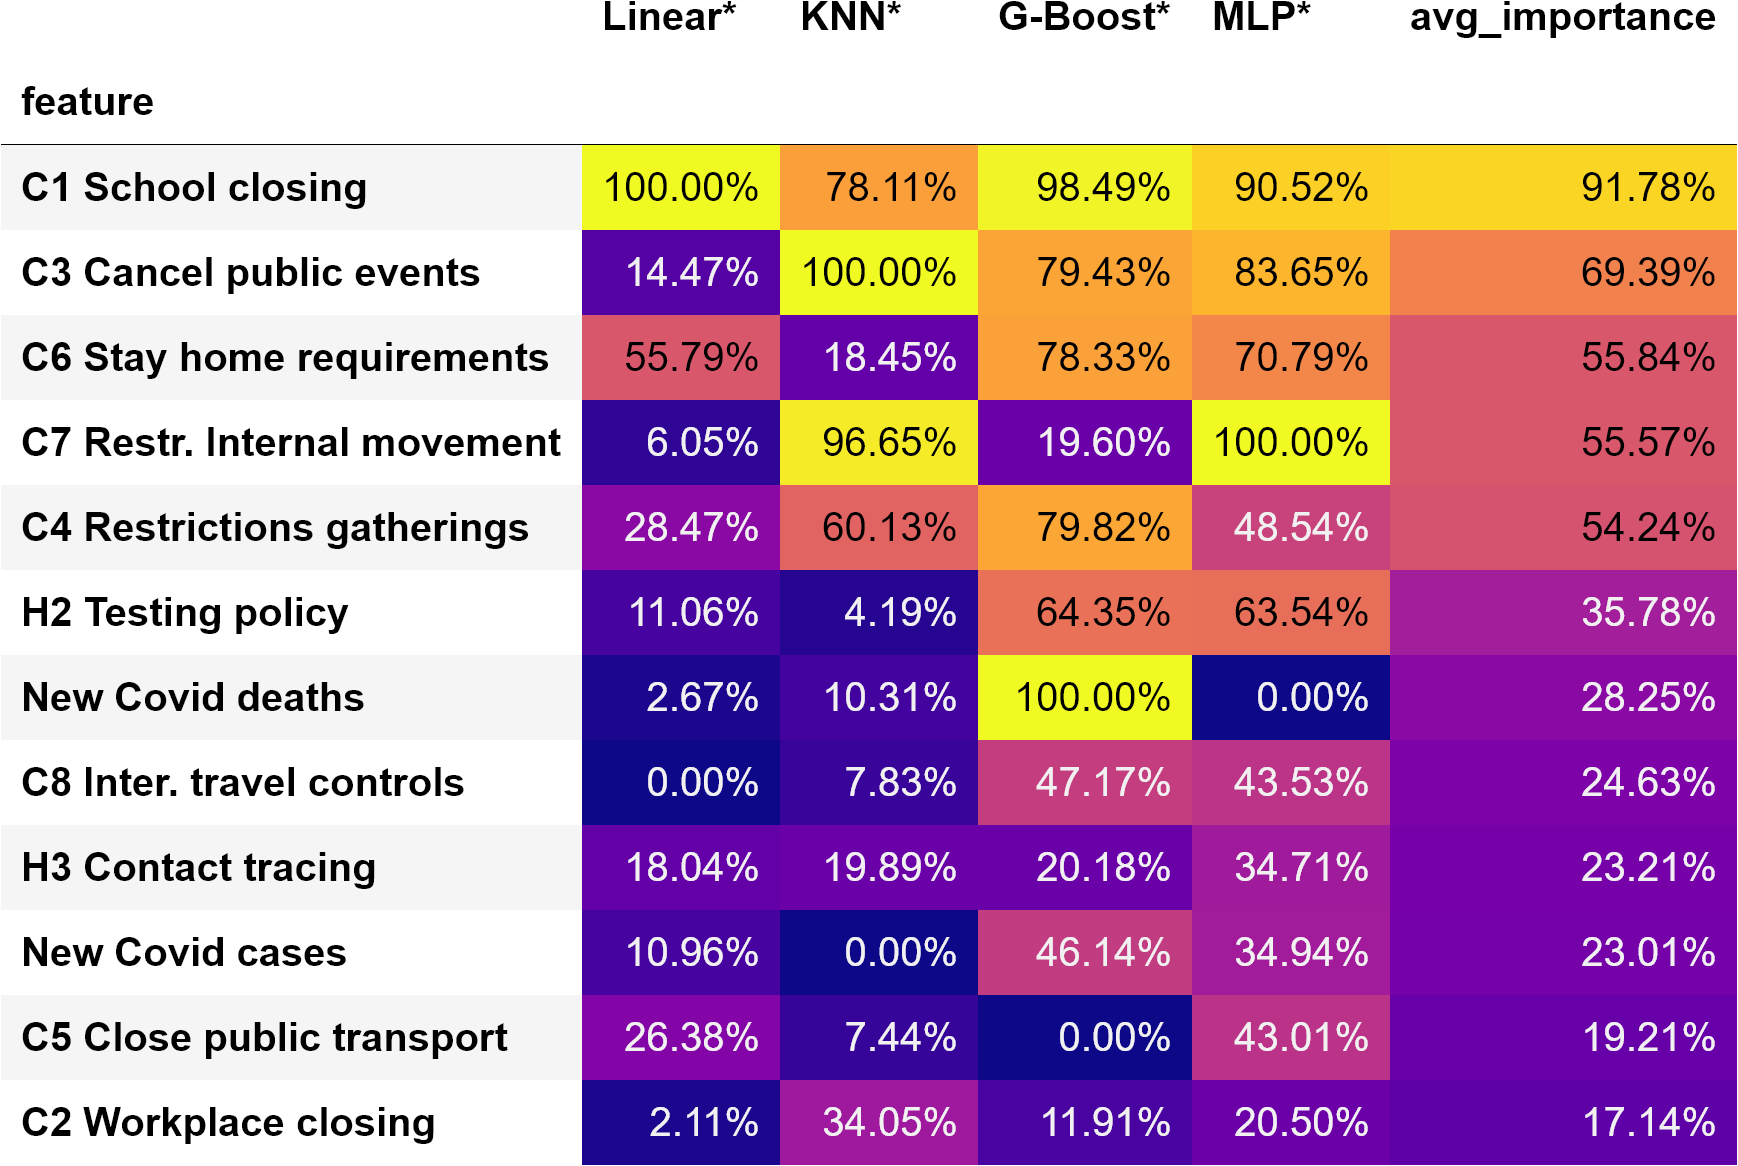 Linear* KNN* G-Boost* MLP* avg_importance
feature
C1 School closing 100.00% 78.11% 98.49% 90.52% 91.78%
C3 Cancel public events 14.47% 100.00% 79.43% 83.65% 69.39%
C6 Stay home requirements 55.79% 18.45% 78.33% 70.79% 55.84%
C7 Restr. Internal movement 6.05% 96.65% 19.60% 100.00% 55.57%
C4 Restrictions gatherings 28.47% 60.13% 79.82% 48.54% 54.24%
H2 Testing policy 11.06% 4.19% 64.35% 63.54% 35.78%
New Covid deaths 2.67% 10.31% 100.00% 0.00% 28.25%
C8 Inter. travel controls 0.00% 7.83% 47.17% 43.53% 24.63%
H3 Contact tracing 18.04% 19.89% 20.18% 34.71% 23.21%
New Covid cases 10.96% 0.00% 46.14% 34.94% 23.01%
C5 Close public transport 26.38% 7.44% 0.00% 43.01% 19.21%
C2 Workplace closing 2.11% 34.05% 11.91% 20.50% 17.14%